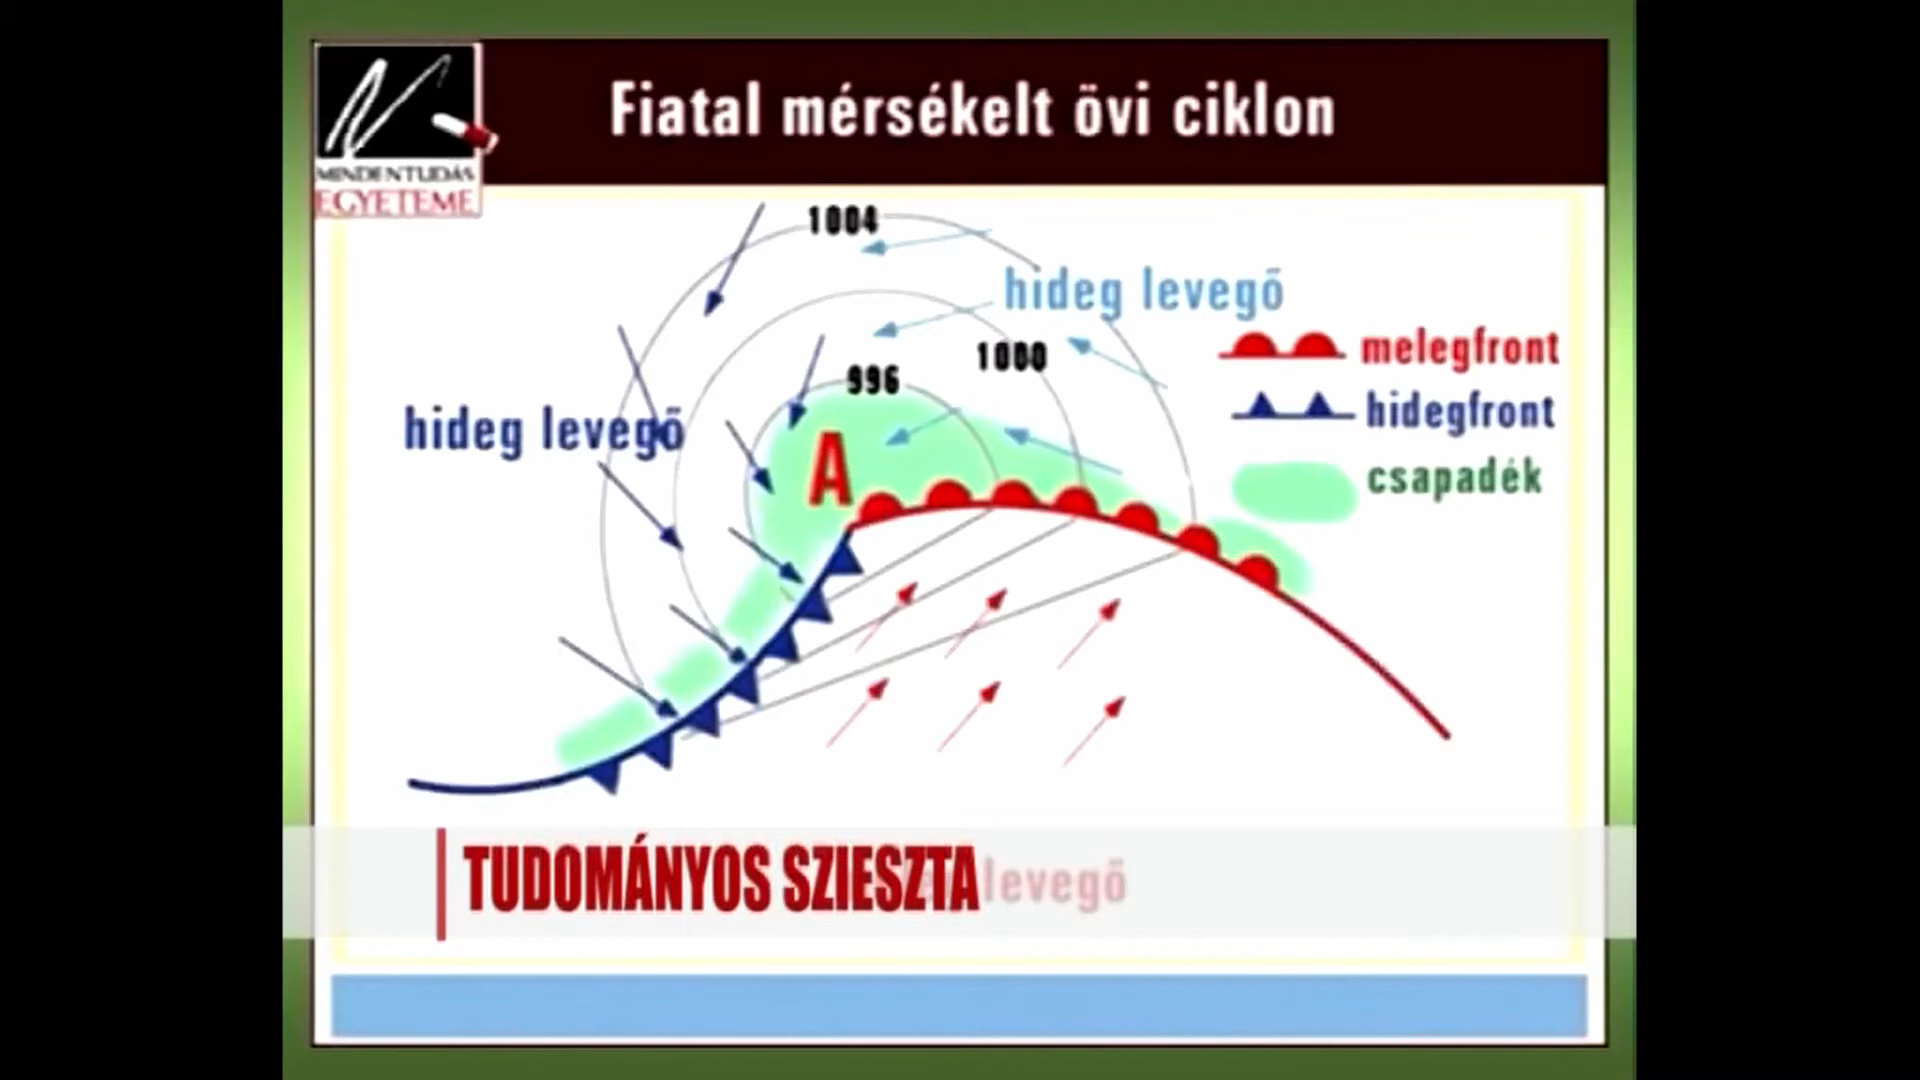 Fiatal mérsékelt övi ciklon
MINDENTUDÁS
EGYETEME
1004
hideg levegő
1000
melegfront
996
hidegfront
hideg levegő
A
csapadék
TUDOMÁNYOS SZIESZTA
levegő